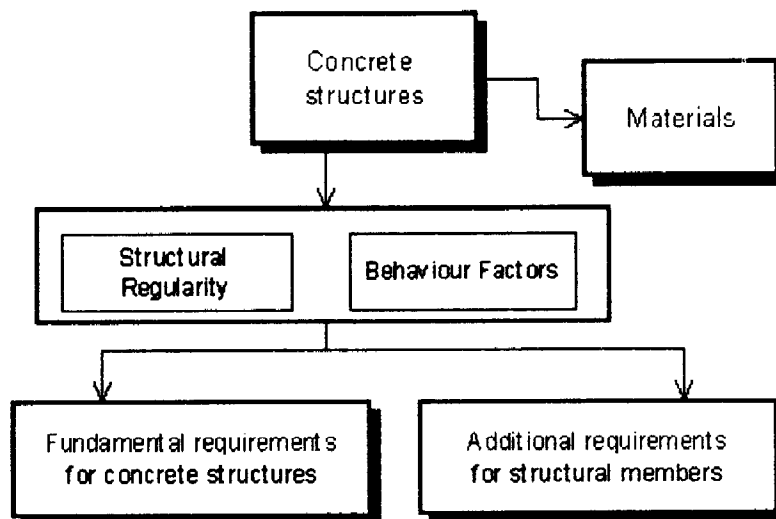 Concrete
structures
Materials
Structural
Regularity
Behaviour Factors
Fundamental requirements
for concrete structures
Additional requirements
for structural members